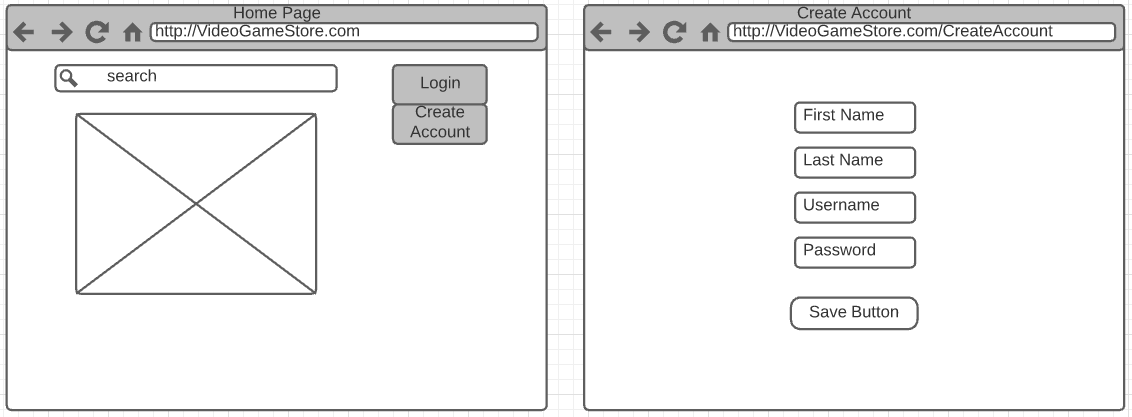 Home Page
http://VideoGameStore.com
search
Login
Create
Account
Create Account
http://VideoGameStore.com/CreateAccount
First Name
Last Name
Username
Password
Save Button